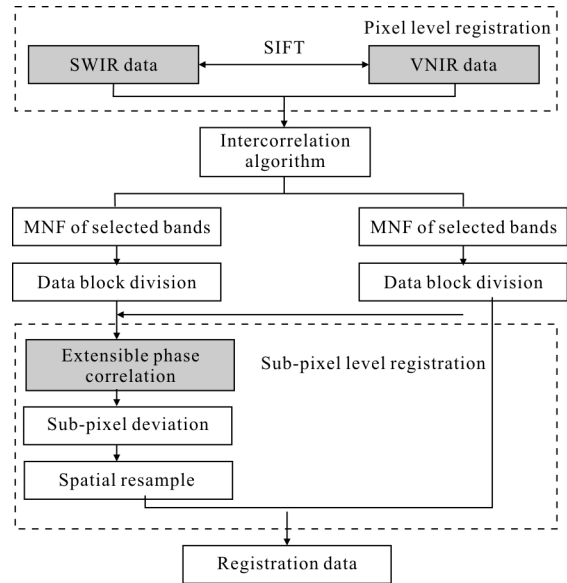 Pixel level registration
SIFT
SWIR data
VNIR data
Intercorrelation
algorithm
MNF of selected bands
MNF of selected bands
Data block division
Data block division
Extensible phase
correlation
Sub-pixel level registration
Sub-pixel deviation
Spatial resample
Registration data